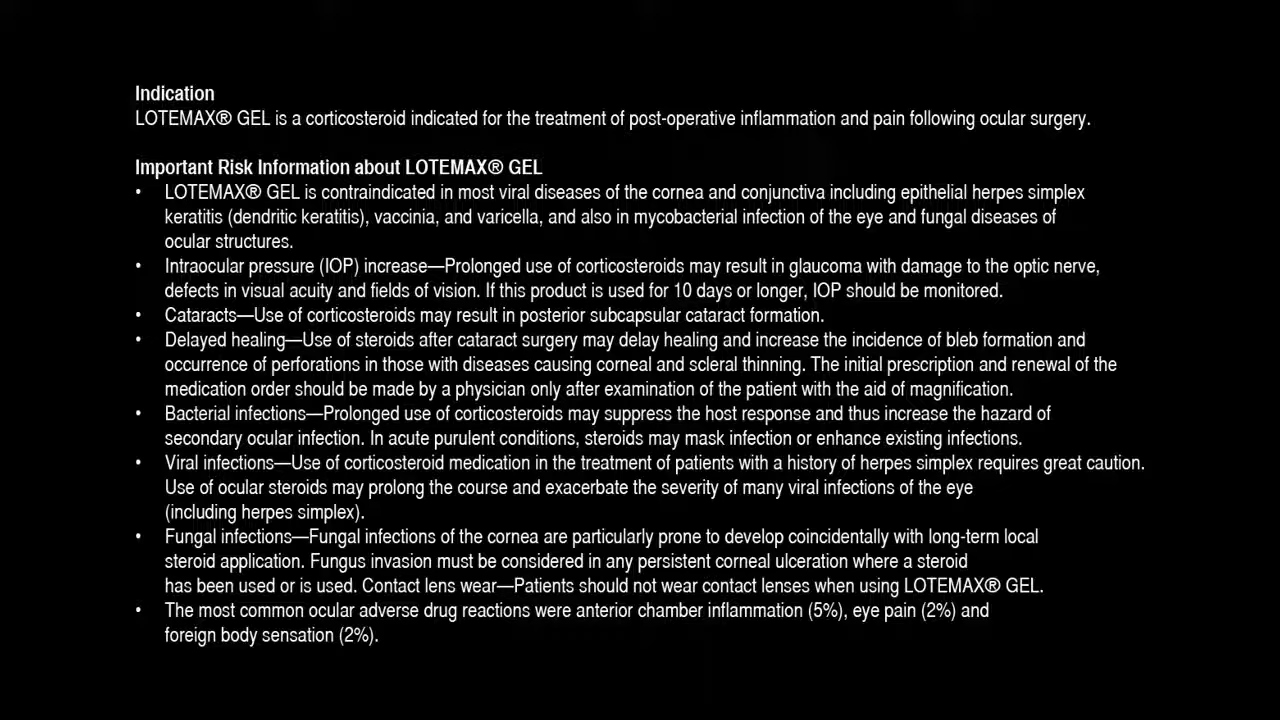 Indication
LOTEMAX® GEL is a corticosteroid indicated for the treatment of post-operative inflammation and pain following ocular surgery.
Important Risk Information about LOTEMAX® GEL
• LOTEMAX® GEL is contraindicated in most viral diseases of the cornea and conjunctiva including epithelial herpes simplex
keratitis (dendritic keratitis), vaccinia, and varicella, and also in mycobacterial infection of the eye and fungal diseases of
ocular structures.
• Intraocular pressure (IOP) increase—Prolonged use of corticosteroids may result in glaucoma with damage to the optic nerve,
defects in visual acuity and fields of vision. If this product is used for 10 days or longer, IOP should be monitored.
• Cataracts—Use of corticosteroids may result in posterior subcapsular cataract formation.
• Delayed healing—Use of steroids after cataract surgery may delay healing and increase the incidence of bleb formation and
occurrence of perforations in those with diseases causing corneal and scleral thinning. The initial prescription and renewal of the
medication order should be made by a physician only after examination of the patient with the aid of magnification.
• Bacterial infections—Prolonged use of corticosteroids may suppress the host response and thus increase the hazard of
secondary ocular infection. In acute purulent conditions, steroids may mask infection or enhance existing infections.
• Viral infections—Use of corticosteroid medication in the treatment of patients with a history of herpes simplex requires great caution.
Use of ocular steroids may prolong the course and exacerbate the severity of many viral infections of the eye
(including herpes simplex).
• Fungal infections—Fungal infections of the cornea are particularly prone to develop coincidentally with long-term local
steroid application. Fungus invasion must be considered in any persistent corneal ulceration where a steroid
has been used or is used. Contact lens wear—Patients should not wear contact lenses when using LOTEMAX® GEL.
• The most common ocular adverse drug reactions were anterior chamber inflammation (5%), eye pain (2%) and
foreign body sensation (2%).